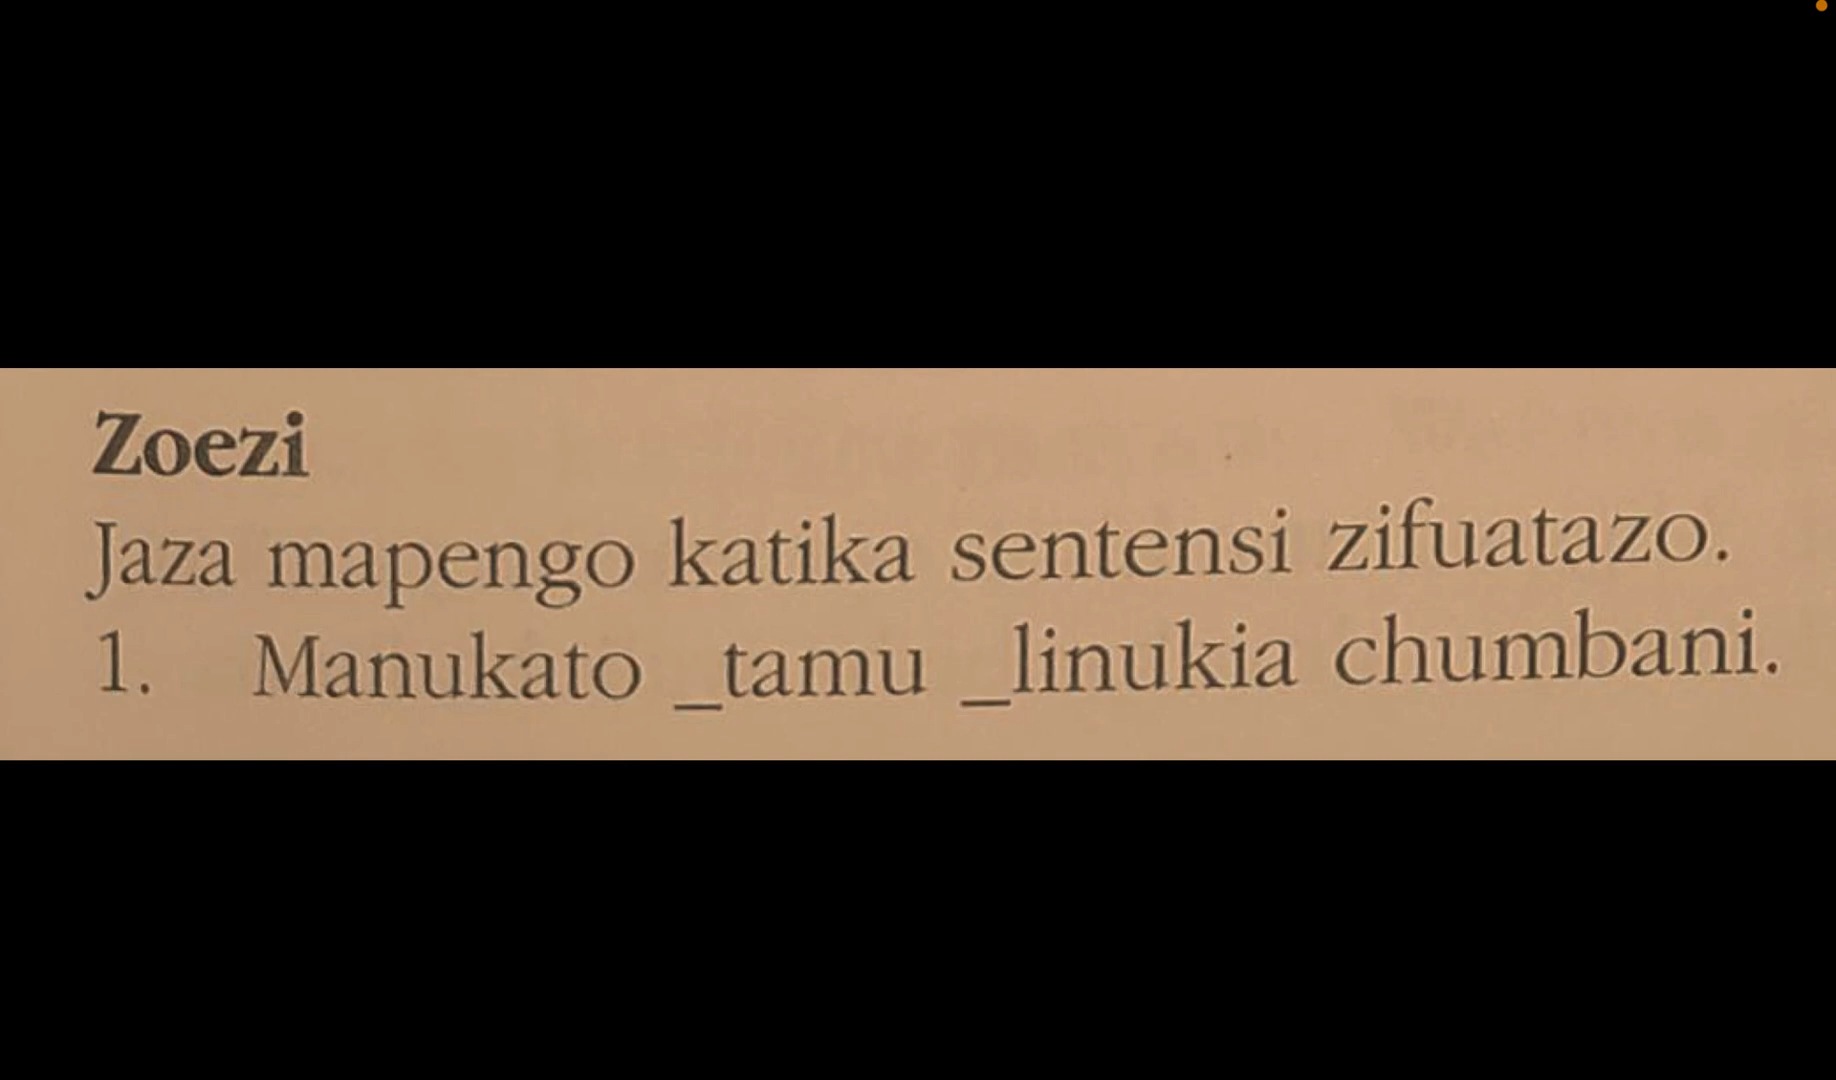 Zoezi
Jaza mapengo katika sentensi zifuatazo.
1. Manukato _tamu _linukia chumbani.